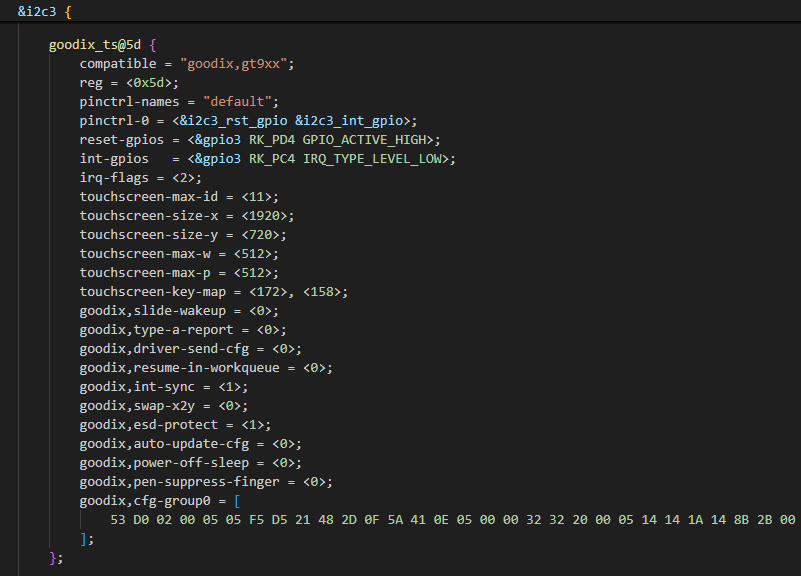 &i2c3 {
goodix_ts@5d {
compatible = "goodix,gt9xx";
reg = <0x5d>;
pinctrl-names = "default";
pinctrl-0 = <&i2c3_rst_gpio &i2c3_int_gpio>;
reset-gpios = <&gpio3 RK_PD4 GPIO_ACTIVE_HIGH>;
int-gpios   = <&gpio3 RK_PC4 IRQ_TYPE_LEVEL_LOW>;
irq-flags = <2>;
touchscreen-max-id = <11>;
touchscreen-size-x = <1920>;
touchscreen-size-y = <720>;
touchscreen-max-w = <512>;
touchscreen-max-p = <512>;
touchscreen-key-map = <172>, <158>;
goodix,slide-wakeup = <0>;
goodix,type-a-report = <0>;
goodix,driver-send-cfg = <0>;
goodix,resume-in-workqueue = <0>;
goodix,int-sync = <1>;
goodix,swap-x2y = <0>;
goodix,esd-protect = <1>;
goodix,auto-update-cfg = <0>;
goodix,power-off-sleep = <0>;
goodix,pen-suppress-finger = <0>;
goodix,cfg-group0 = [
53 D0 02 00 05 05 F5 D5 21 48 2D 0F 5A 41 0E 05 00 00 32 32 20 00 05 14 14 1A 14 8B 2B 00
];
};